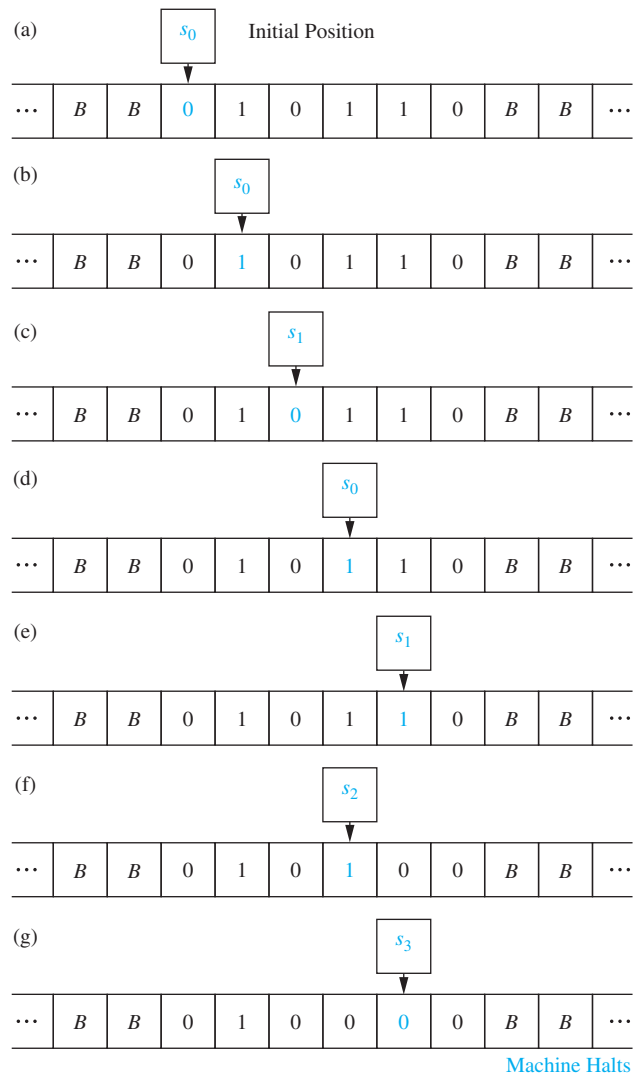 (a) s₀ Initial Position
... B B 0 1 0 1 1 0 B B ...
(b) s₀
... B B 0 1 0 1 1 0 B B ...
(c) s₁
... B B 0 1 0 1 1 0 B B ...
(d) s₀
... B B 0 1 0 1 1 0 B B ...
(e) s₁
... B B 0 1 0 1 1 0 B B ...
(f) s₂
... B B 0 1 0 1 0 0 B B ...
(g) s₃
... B B 0 1 0 0 0 0 B B ...
Machine Halts